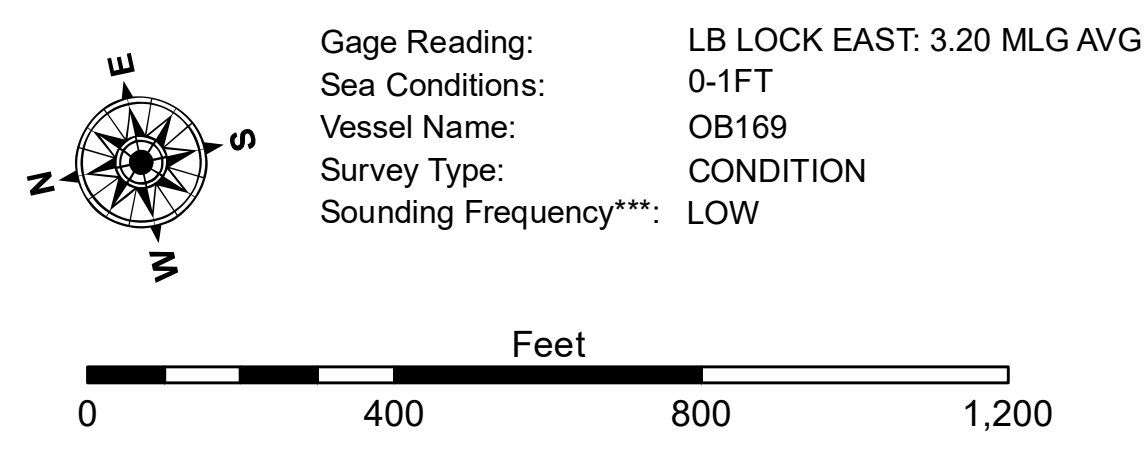 E
S
N
W
Gage Reading: LB LOCK EAST: 3.20 MLG AVG
Sea Conditions: 0-1FT
Vessel Name: OB169
Survey Type: CONDITION
Sounding Frequency***: LOW
Feet
0 400 800 1,200